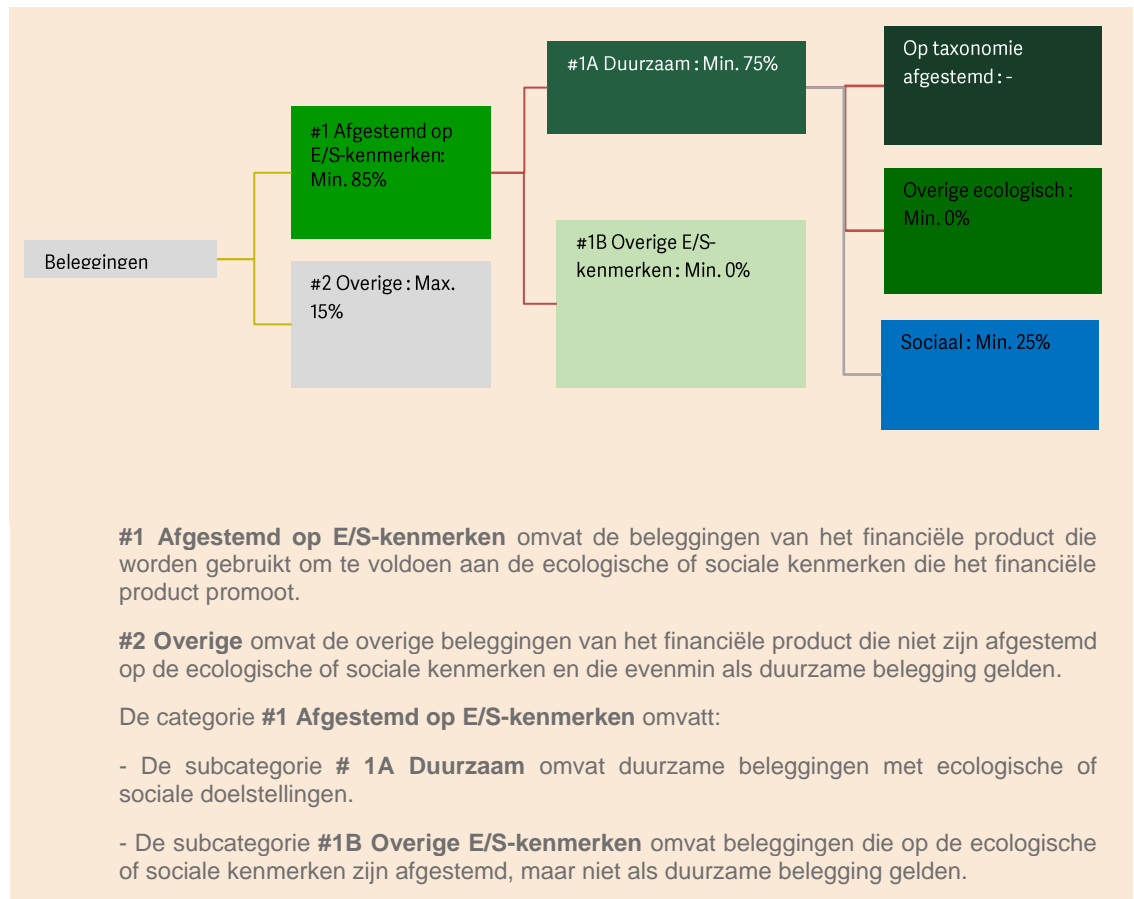 Beleggingen
#1 Afgestemd op
E/S-kenmerken:
Min. 85%
#2 Overige : Max.
15%
#1A Duurzaam : Min. 75%
#1B Overige E/S-
kenmerken : Min. 0%
Op taxonomie
afgestemd : -
Overige ecologisch :
Min. 0%
Sociaal : Min. 25%
#1 Afgestemd op E/S-kenmerken omvat de beleggingen van het financiële product die
worden gebruikt om te voldoen aan de ecologische of sociale kenmerken die het financiële
product promoot.
#2 Overige omvat de overige beleggingen van het financiële product die niet zijn afgestemd
op de ecologische of sociale kenmerken en die evenmin als duurzame belegging gelden.
De categorie #1 Afgestemd op E/S-kenmerken omvatt:
- De subcategorie # 1A Duurzaam omvat duurzame beleggingen met ecologische of
sociale doelstellingen.
- De subcategorie #1B Overige E/S-kenmerken omvat beleggingen die op de ecologische
of sociale kenmerken zijn afgestemd, maar niet als duurzame belegging gelden.